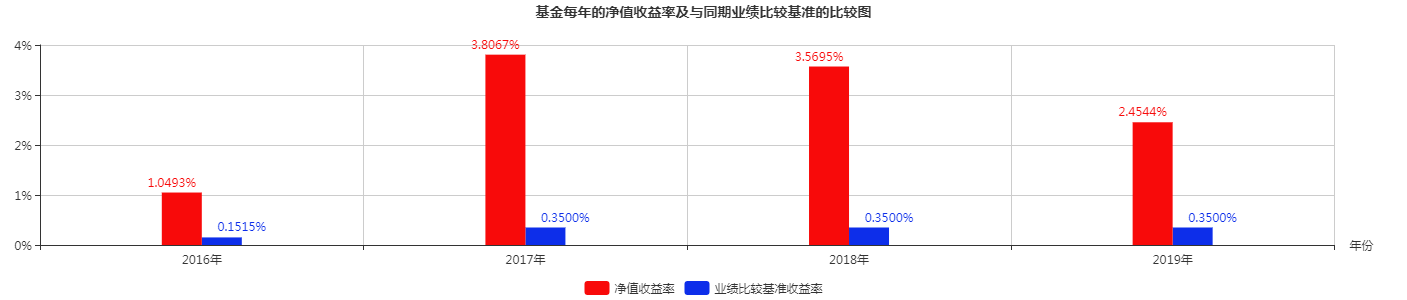 基金每年的净值收益率及与同期业绩比较基准的比较图
4%
3%
2%
1%
0%
1.0493%
0.1515%
3.8067%
0.3500%
3.5695%
0.3500%
2.4544%
0.3500%
2016年
2017年
2018年
2019年
年份
净值收益率
业绩比较基准收益率